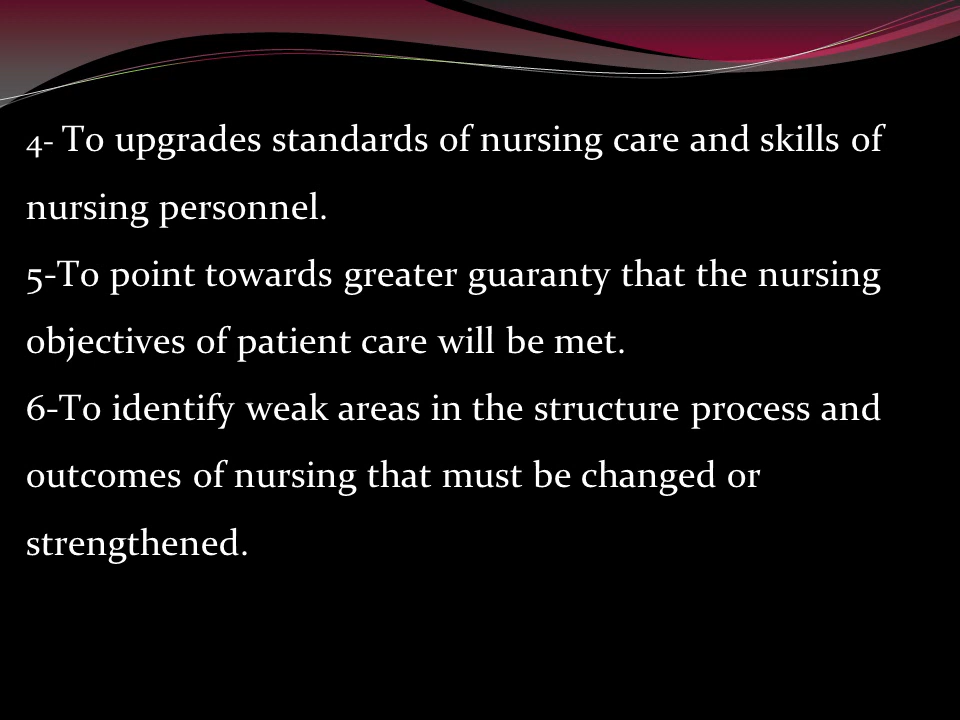 4- To upgrades standards of nursing care and skills of
nursing personnel.
5-To point towards greater guaranty that the nursing
objectives of patient care will be met.
6-To identify weak areas in the structure process and
outcomes of nursing that must be changed or
strengthened.